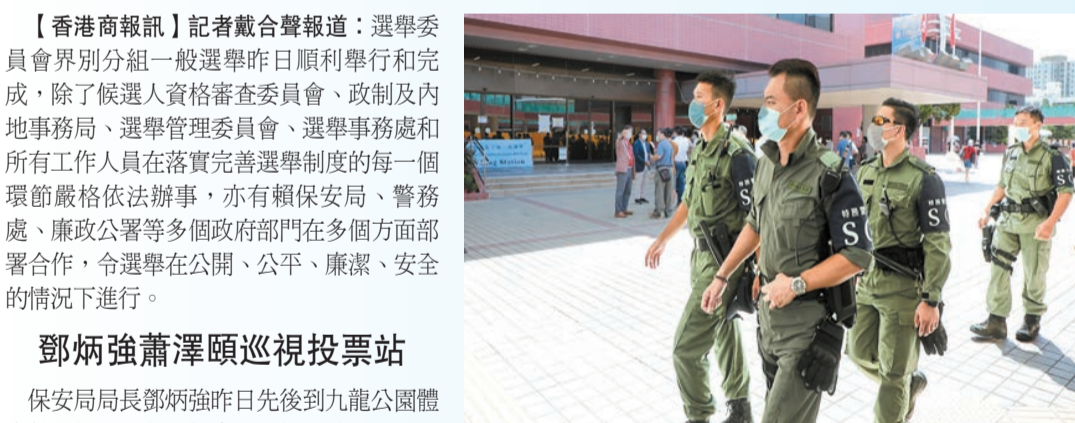 【香港商報訊】記者戴合聲報道：選舉委
員會界別分組一般選舉昨日順利舉行和完
成，除了候選人資格審查委員會、政制及內
地事務局、選舉管理委員會、選舉事務處和
所有工作人員在落實完善選舉制度的每一個
環節嚴格依法辦事，亦有賴保安局、警務
處、廉政公署等多個政府部門在多個方面部
署合作，令選舉在公開、公平、廉潔、安全
的情況下進行。
鄧炳強蕭澤頤巡視投票站
保安局局長鄧炳強昨日先後到九龍公園體
Station
特務
S
特務
S